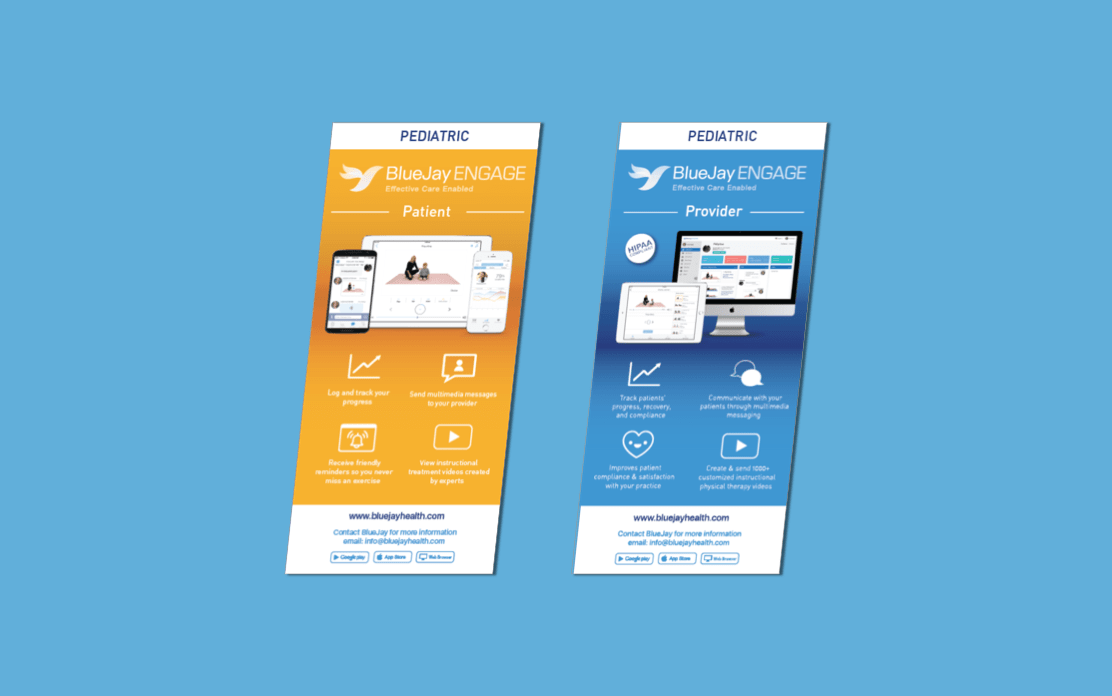 PEDIATRIC
BlueJay ENGAGE
Effective Care Enabled
Patient
Log and track your
progress
Send multimedia messages
to your provider
Receive friendly
reminders so you never
miss an exercise
View instructional
treatment videos created
by experts
www.bluejayhealth.com
Contact BlueJay for more information
email: info@bluejayhealth.com
Google play
App Store
Web Browser
PEDIATRIC
BlueJay ENGAGE
Effective Care Enabled
Provider
HIPAA
COMPLIANT
Track patients'
progress, recovery,
and compliance
Communicate with your
patients through multimedia
messaging
Improves patient
compliance & satisfaction
with your practice
Create & send 1000+
customized instructional
physical therapy videos
www.bluejayhealth.com
Contact BlueJay for more information
email: info@bluejayhealth.com
Google play
App Store
Web Browser